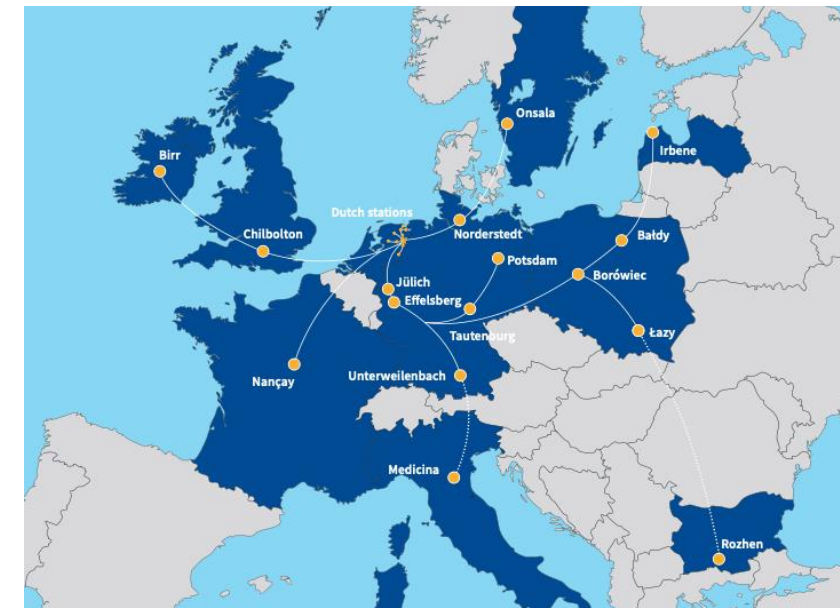 Onsala
Irbene
Birr
Dutch stations
Chilbolton
Norderstedt
Bałdy
Potsdam
Borówiec
Jülich
Effelsberg
Tautenburg
Łazy
Nançay
Unterweilenbach
Medicina
Rozhen